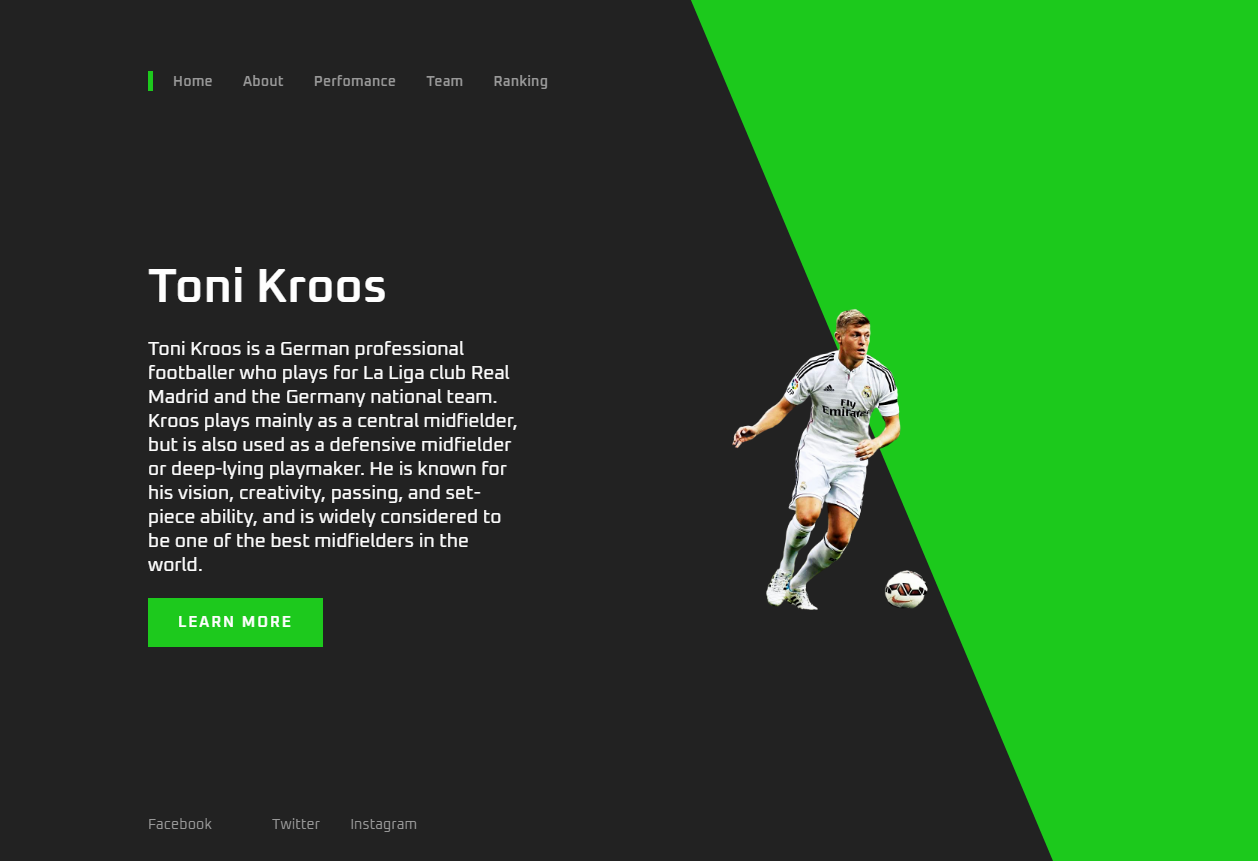 Home About Perfomance Team Ranking
Toni Kroos
Toni Kroos is a German professional
footballer who plays for La Liga club Real
Madrid and the Germany national team.
Kroos plays mainly as a central midfielder,
but is also used as a defensive midfielder
or deep-lying playmaker. He is known for
his vision, creativity, passing, and set-
piece ability, and is widely considered to
be one of the best midfielders in the
world.
Fly
Emirates
LEARN MORE
Facebook Twitter Instagram